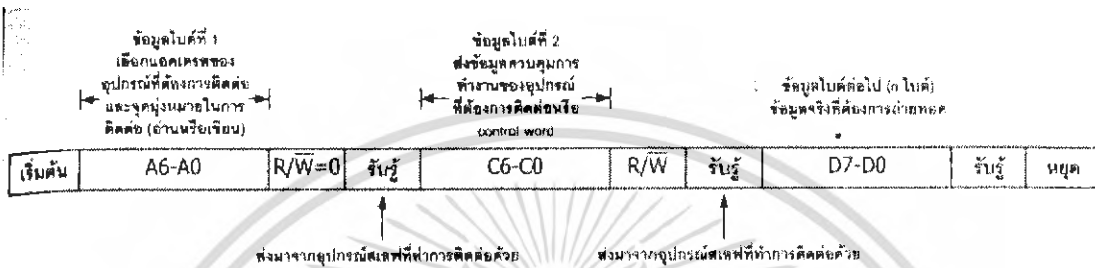 ข้อมูลไบต์ที่ 1
เลือกแอดเดรสของ
อุปกรณ์ที่ต้องการติดต่อ
และจุดมุ่งหมายในการ
ติดต่อ (อ่านหรือเขียน)
ข้อมูลไบต์ที่ 2
ส่งข้อมูลควบคุมการ
ทำงานของอุปกรณ์
ที่ต้องการติดต่อหรือ
control word
ข้อมูลไบต์ต่อไป (n ไบต์)
ข้อมูลจริงที่ต้องการถ่ายทอด
เริ่มต้น A6-A0 R/W̅=0 รับรู้ C6-C0 R/W̅ รับรู้ D7-D0 รับรู้ หยุด
ส่งมาจากอุปกรณ์สเลฟที่ทำการติดต่อด้วย ส่งมาจากอุปกรณ์สเลฟที่ทำการติดต่อด้วย